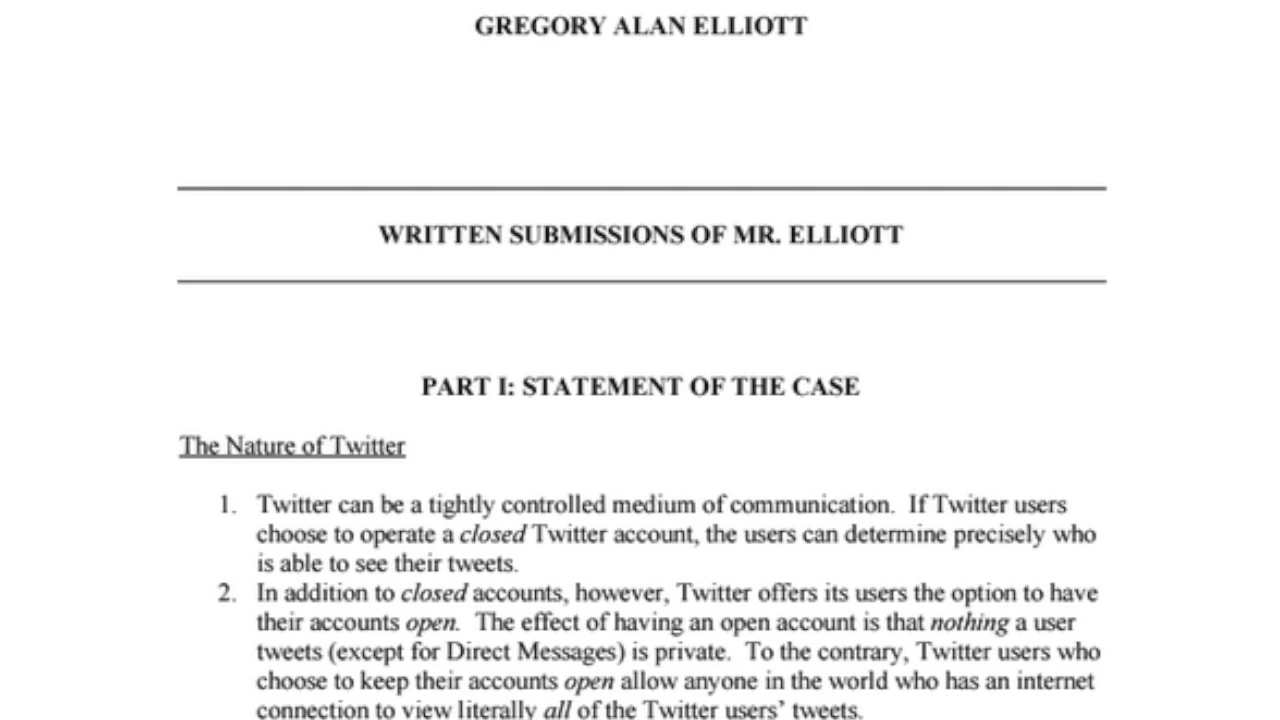 GREGORY ALAN ELLIOTT
WRITTEN SUBMISSIONS OF MR. ELLIOTT
PART I: STATEMENT OF THE CASE
The Nature of Twitter
1. Twitter can be a tightly controlled medium of communication. If Twitter users
choose to operate a closed Twitter account, the users can determine precisely who
is able to see their tweets.
2. In addition to closed accounts, however, Twitter offers its users the option to have
their accounts open. The effect of having an open account is that nothing a user
tweets (except for Direct Messages) is private. To the contrary, Twitter users who
choose to keep their accounts open allow anyone in the world who has an internet
connection to view literally all of the Twitter users’ tweets.